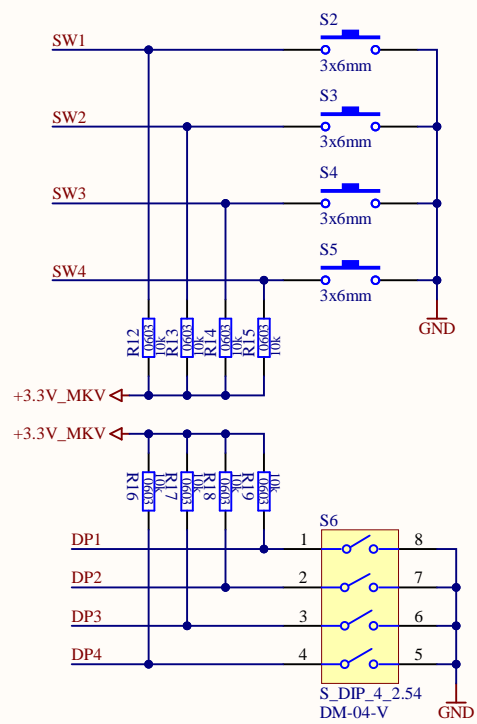 S2
SW1
3x6mm
S3
SW2
3x6mm
S4
SW3
3x6mm
S5
SW4
3x6mm
GND
R12
0603
10k
R13
0603
10k
R14
0603
10k
R15
0603
10k
+3.3V_MKV
+3.3V_MKV
R16
0603
10k
R17
0603
10k
R18
0603
10k
R19
0603
10k
S6
DP1 1 8
DP2 2 7
DP3 3 6
DP4 4 5
S_DIP_4_2.54
DM-04-V
GND